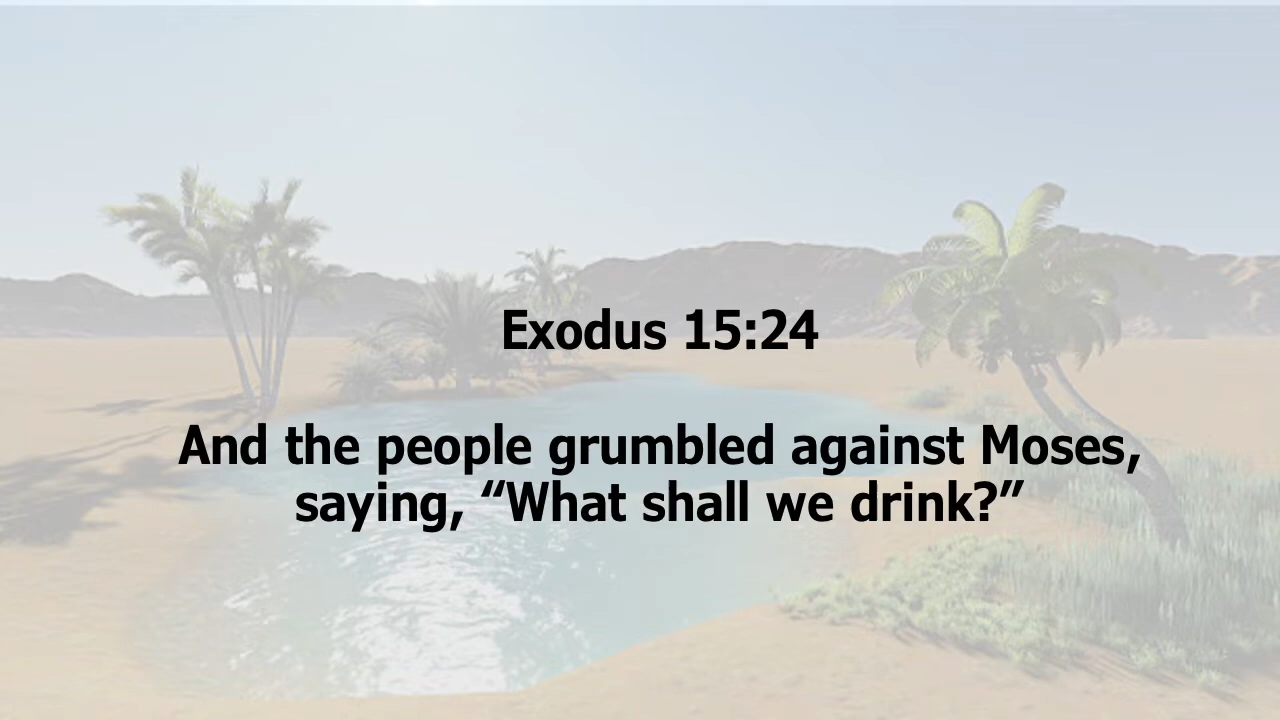 Exodus 15:24
And the people grumbled against Moses,
saying, “What shall we drink?”